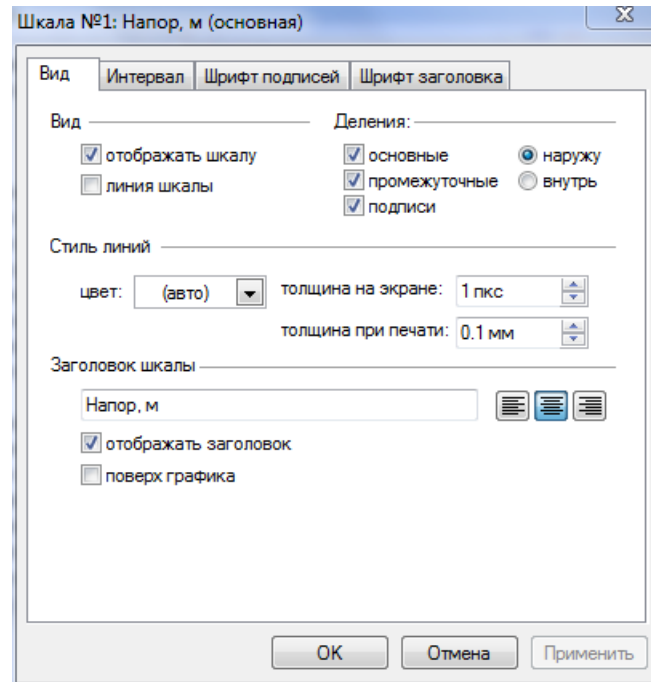 Шкала №1: Напор, м (основная)
Вид Интервал Шрифт подписей Шрифт заголовка
Вид Деления:
отображать шкалу основные наружу
линия шкалы промежуточные внутрь
подписи
Стиль линий
цвет: (авто) толщина на экране: 1 пкс
толщина при печати: 0.1 мм
Заголовок шкалы
Напор, м
отображать заголовок
поверх графика
OK Отмена Применить